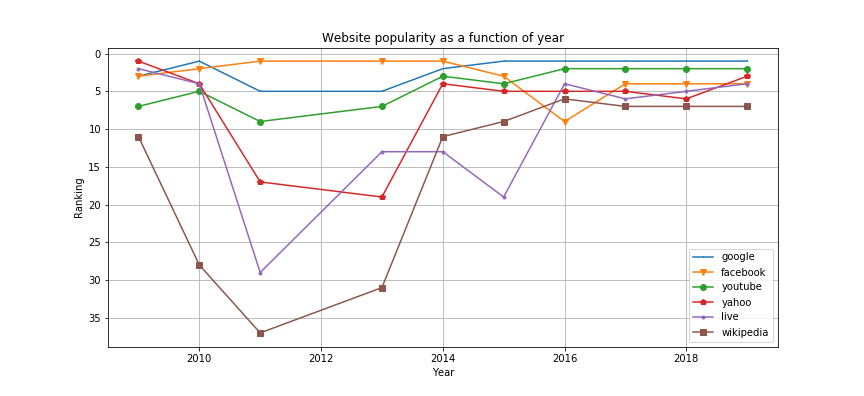 Website popularity as a function of year
0
5
10
15
20
25
30
35
Ranking
2010 2012 2014 2016 2018
Year
google
facebook
youtube
yahoo
live
wikipedia